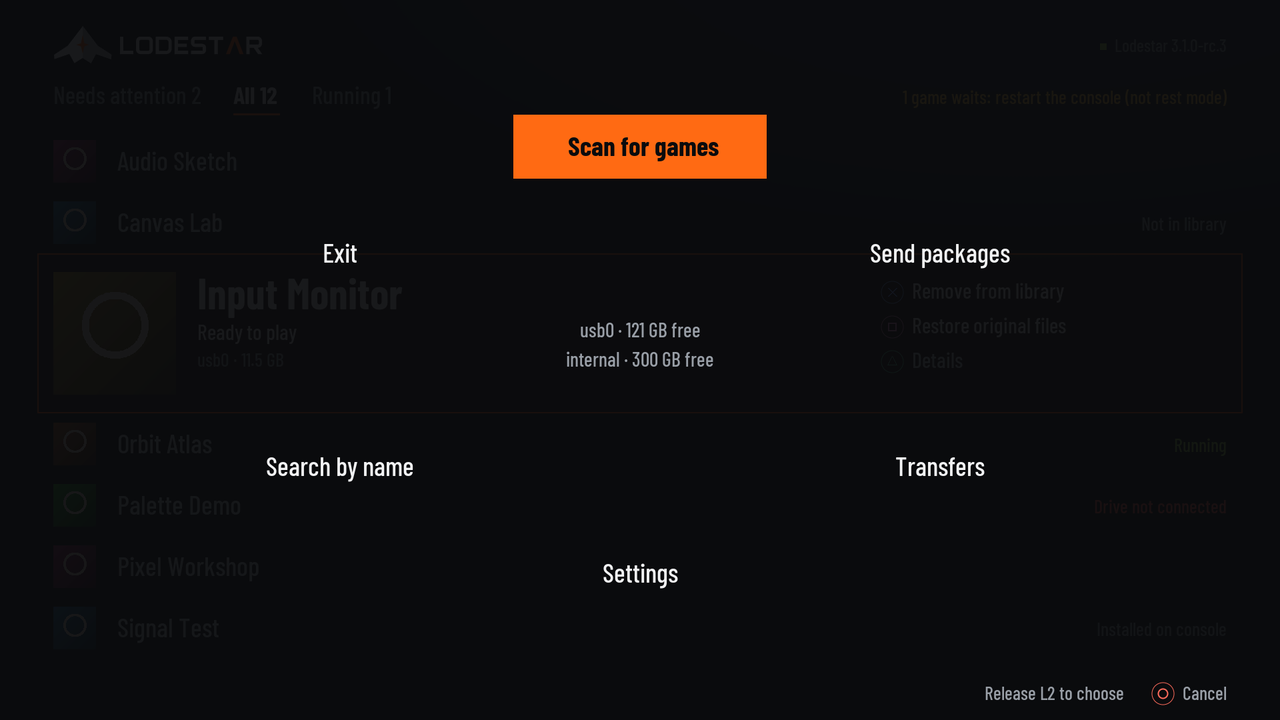 LODESTAR
Lodestar 3.1.0-rc.3
Needs attention 2
All 12
Running 1
1 game waits: restart the console (not rest mode)
Scan for games
Audio Sketch
Canvas Lab
Not in library
Exit
Send packages
Input Monitor
Ready to play
usb0 · 11.5 GB
usb0 · 121 GB free
internal · 300 GB free
Remove from library
Restore original files
Details
Orbit Atlas
Running
Search by name
Transfers
Palette Demo
Drive not connected
Pixel Workshop
Settings
Signal Test
Installed on console
Release L2 to choose
Cancel